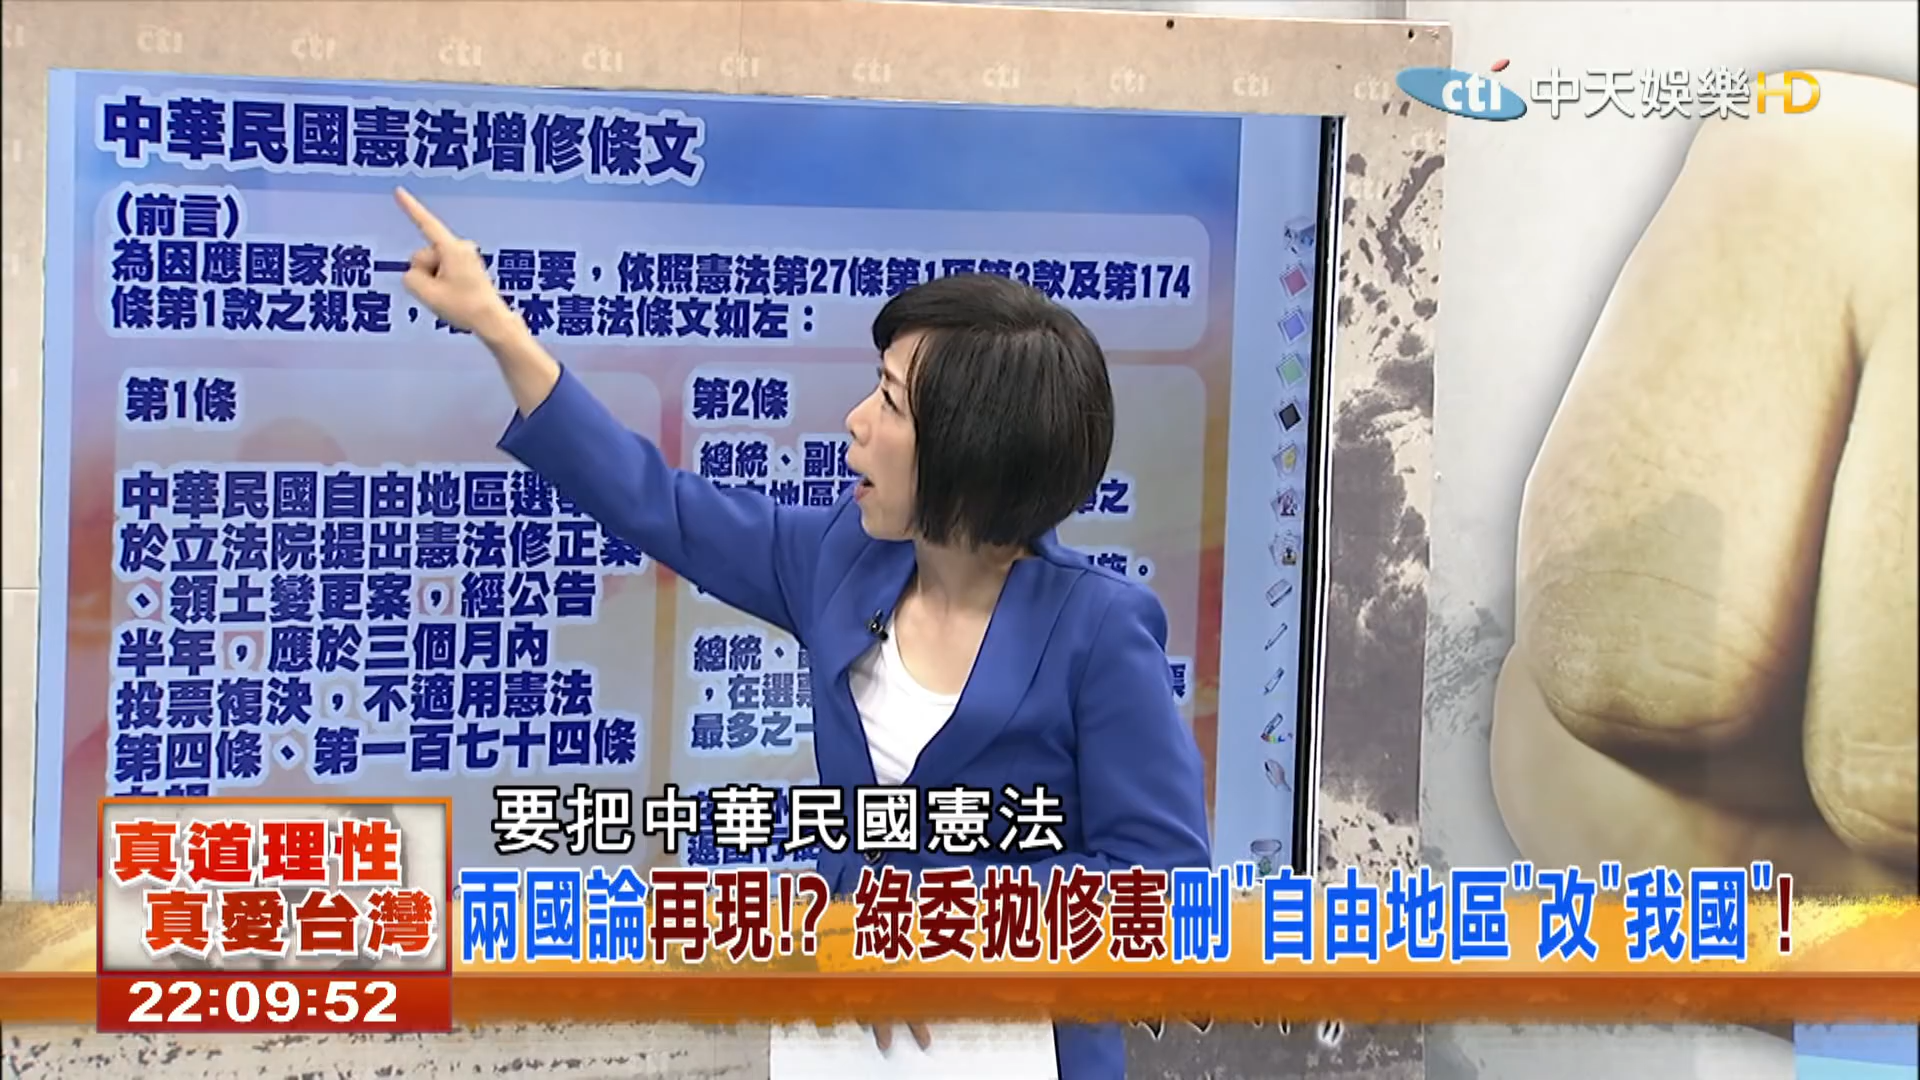 cti 中天娛樂HD
中華民國憲法增修條文
(前言)
為因應國家統一 需要，依照憲法第27條第1項第3款及第174
條第1款之規定， 本憲法條文如左：
第1條
中華民國自由地區選
於立法院提出憲法修正案
、領土變更案，經公告
半年，應於三個月內
投票複決，不適用憲法
第四條、第一百七十四條
第2條
總統、副
之
總統、
，在選
最多之一
要把中華民國憲法
真道理性
真愛台灣
兩國論再現!? 綠委拋修憲刪"自由地區"改"我國"!
22:09:52